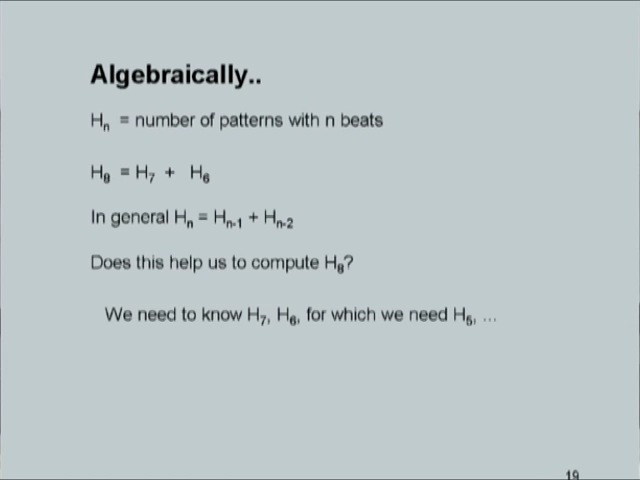 Algebraically..
Hₙ = number of patterns with n beats
H₈ = H₇ + H₆
In general Hₙ = Hₙ₋₁ + Hₙ₋₂
Does this help us to compute H₈?
We need to know H₇, H₆, for which we need H₅, ...
19